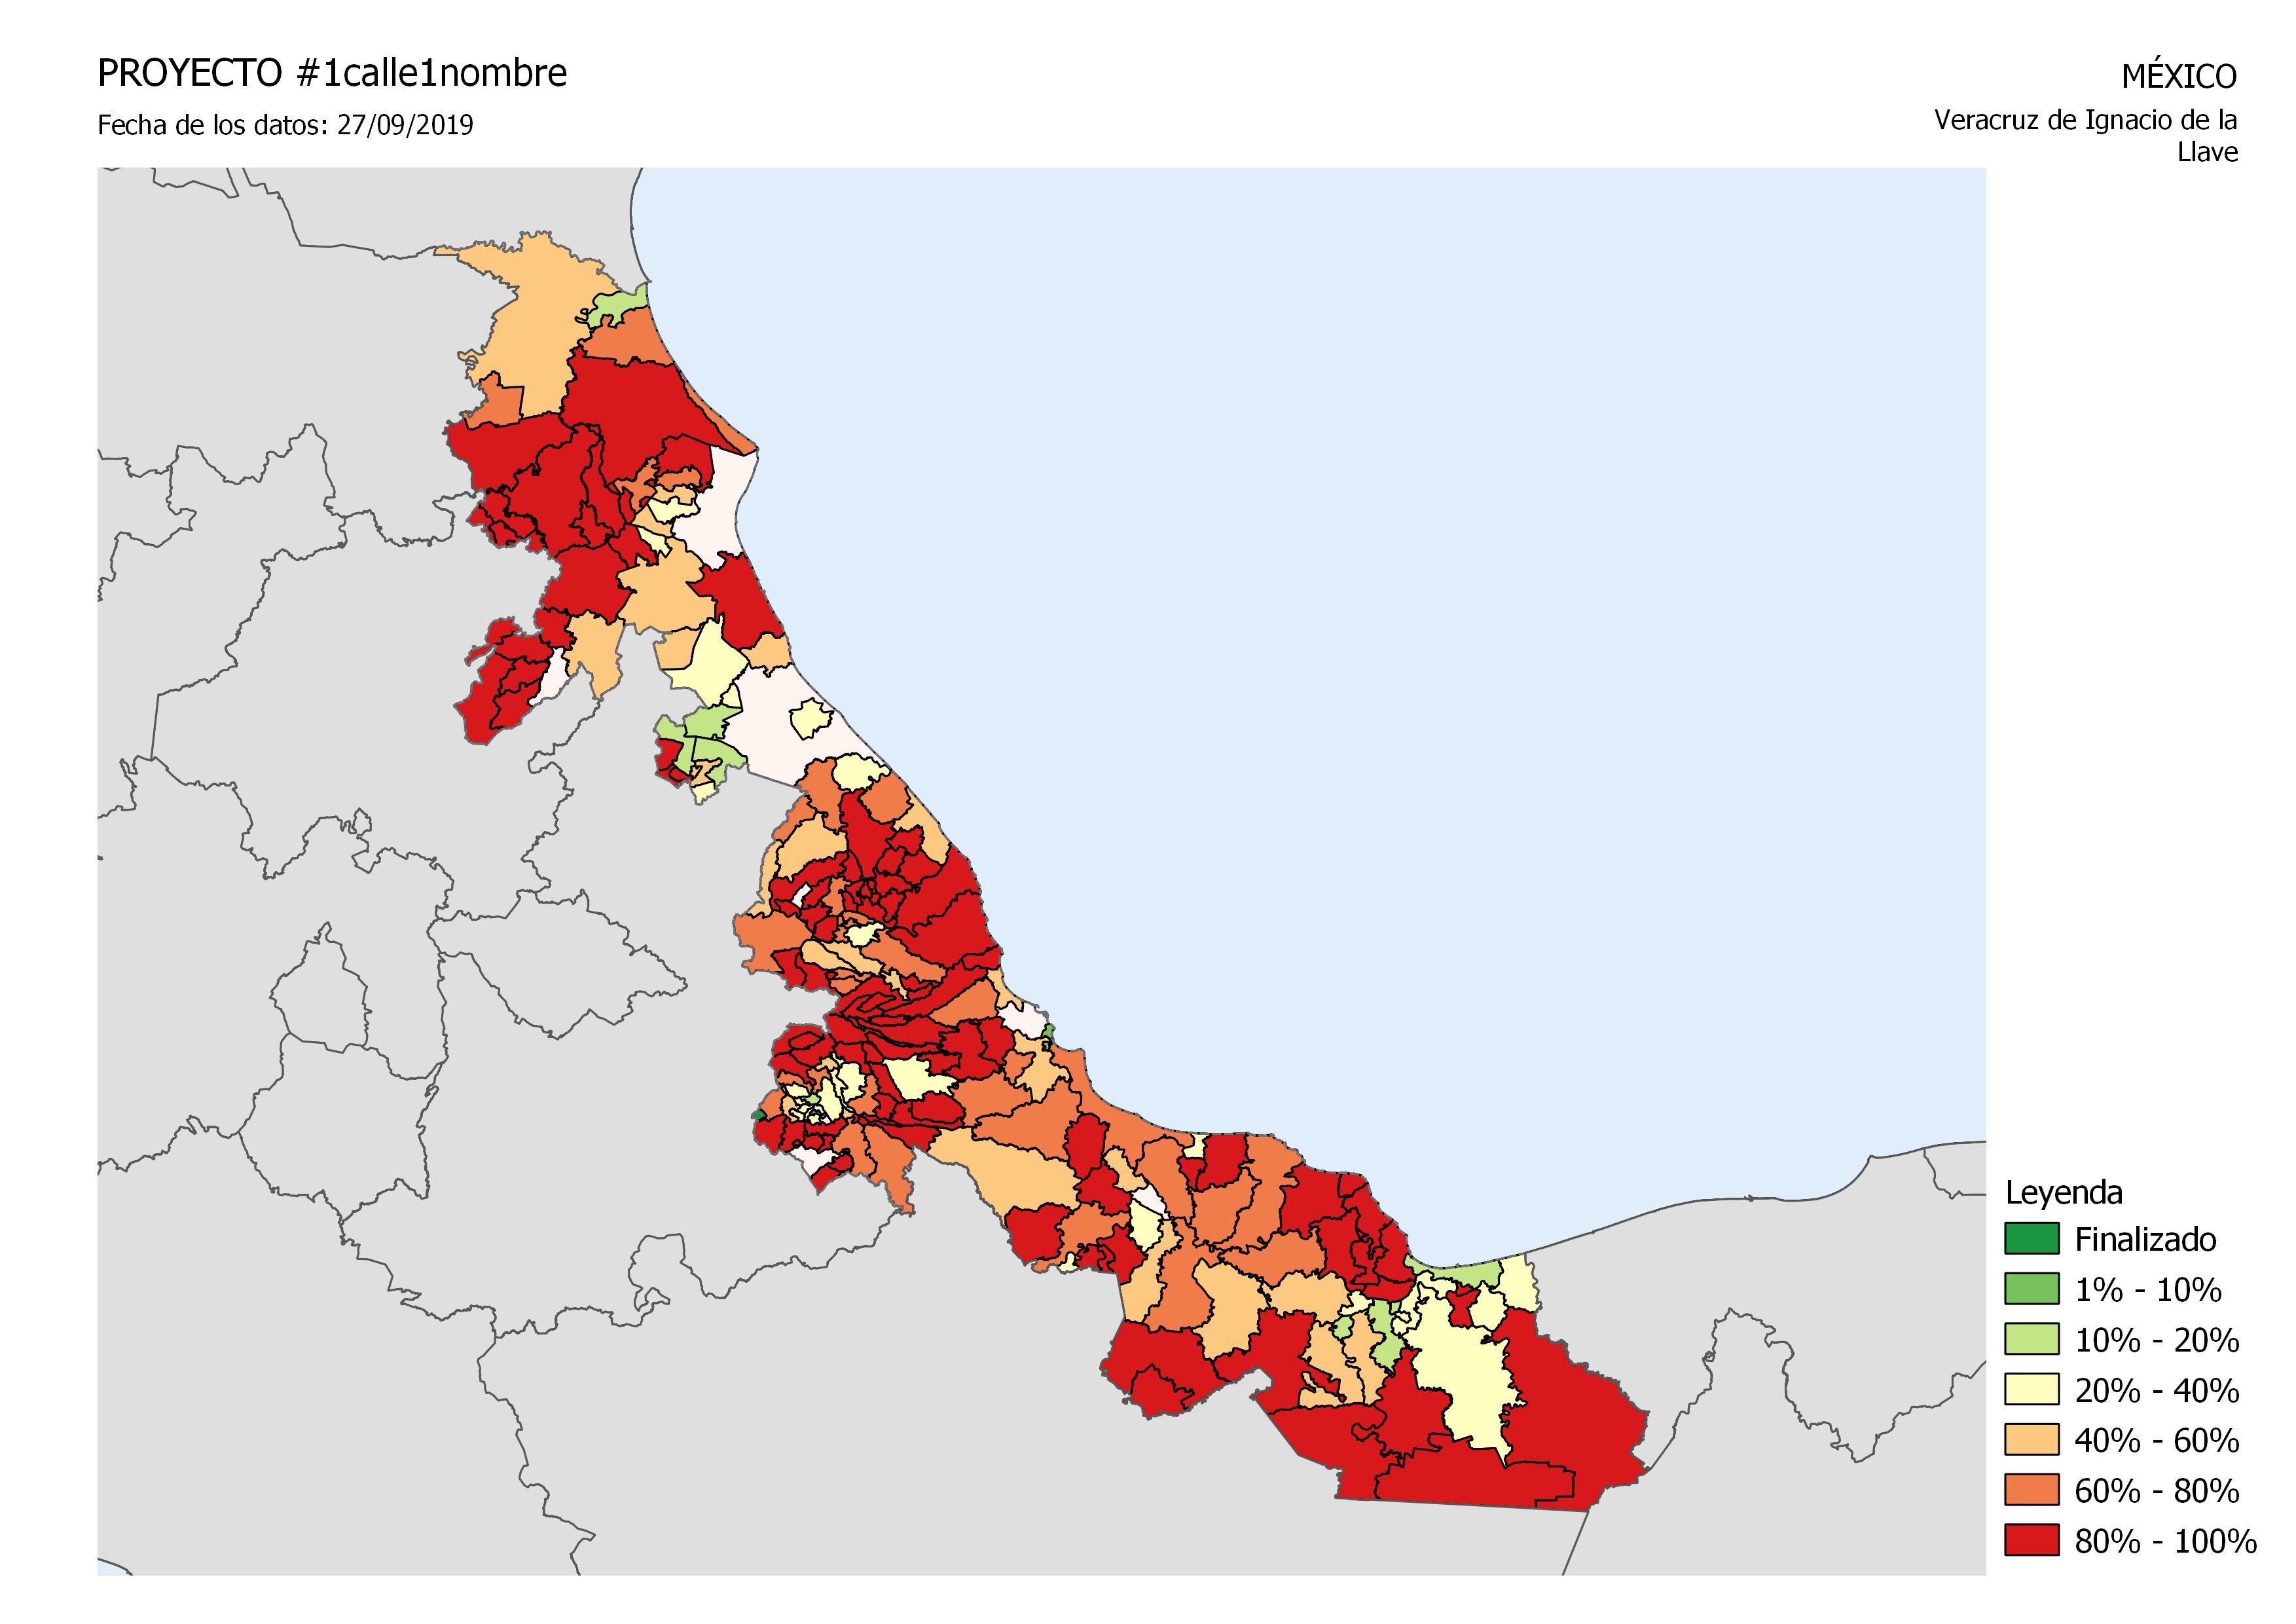 PROYECTO #1calle1nombre
Fecha de los datos: 27/09/2019
MÉXICO
Veracruz de Ignacio de la
Llave
Leyenda
Finalizado
1% - 10%
10% - 20%
20% - 40%
40% - 60%
60% - 80%
80% - 100%